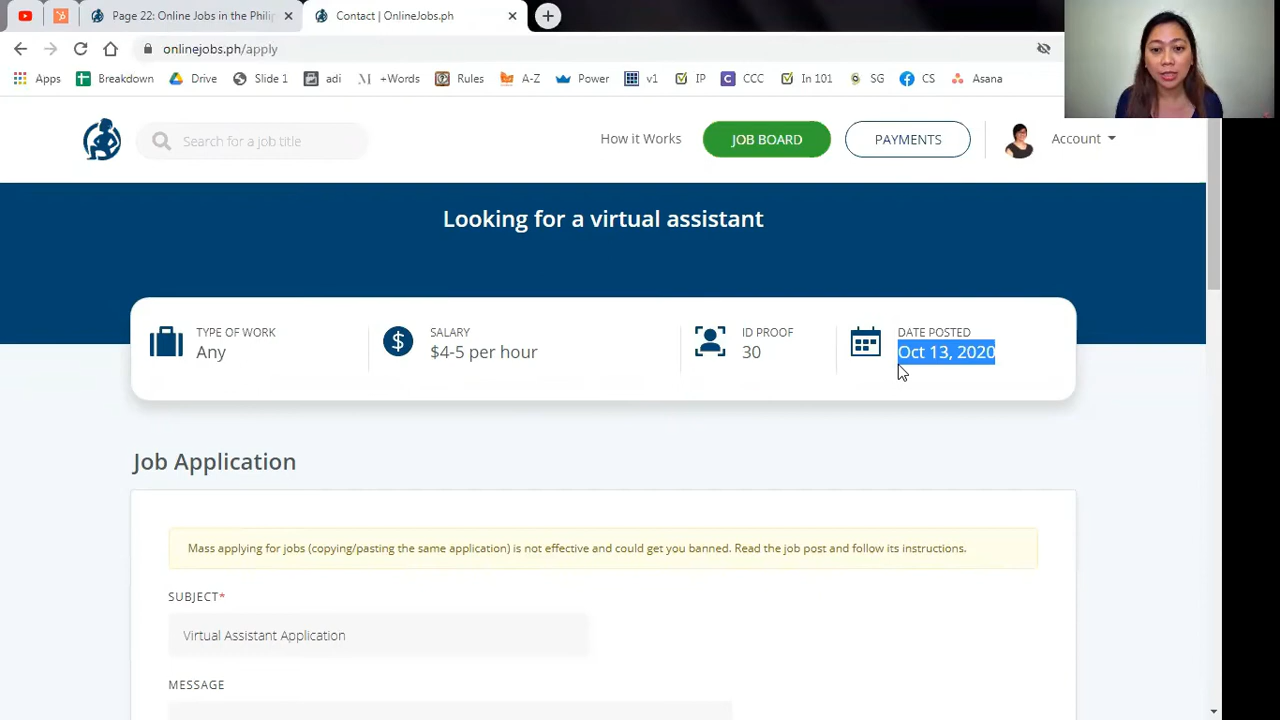 Page 22: Online Jobs in the Philip
Contact | OnlineJobs.ph
onlinejobs.ph/apply
Apps
Breakdown
Drive
Slide 1
adi
+Words
Rules
A-Z
Power
v1
IP
CCC
In 101
SG
CS
Asana
Search for a job title
How it Works
JOB BOARD
PAYMENTS
Account
Looking for a virtual assistant
TYPE OF WORK
Any
SALARY
$4-5 per hour
ID PROOF
30
DATE POSTED
Oct 13, 2020
Job Application
Mass applying for jobs (copying/pasting the same application) is not effective and could get you banned. Read the job post and follow its instructions.
SUBJECT*
Virtual Assistant Application
MESSAGE